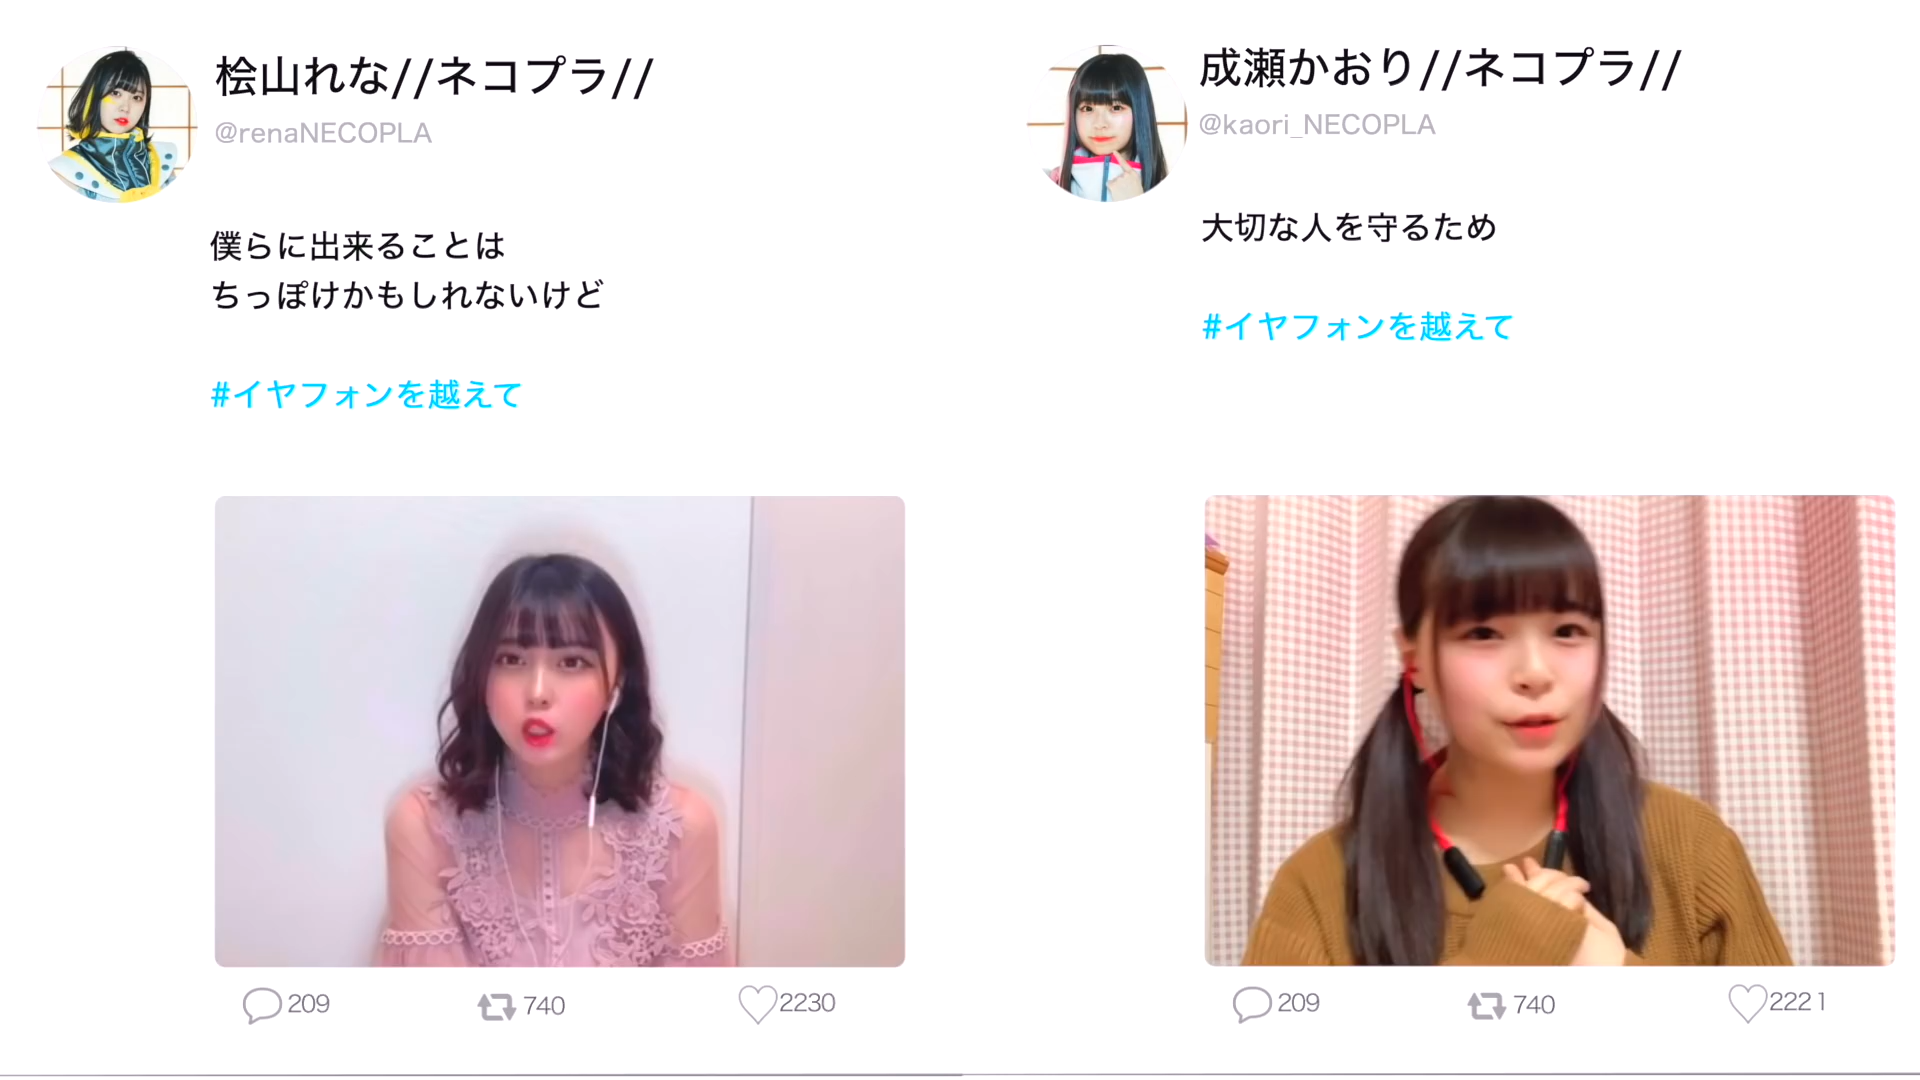 桧山れな//ネコプラ//
@renaNECOPLA
僕らに出来ることは
ちっぽけかもしれないけど
#イヤフォンを越えて
209
740
2230
成瀬かおり//ネコプラ//
@kaori_NECOPLA
大切な人を守るため
#イヤフォンを越えて
209
740
2221